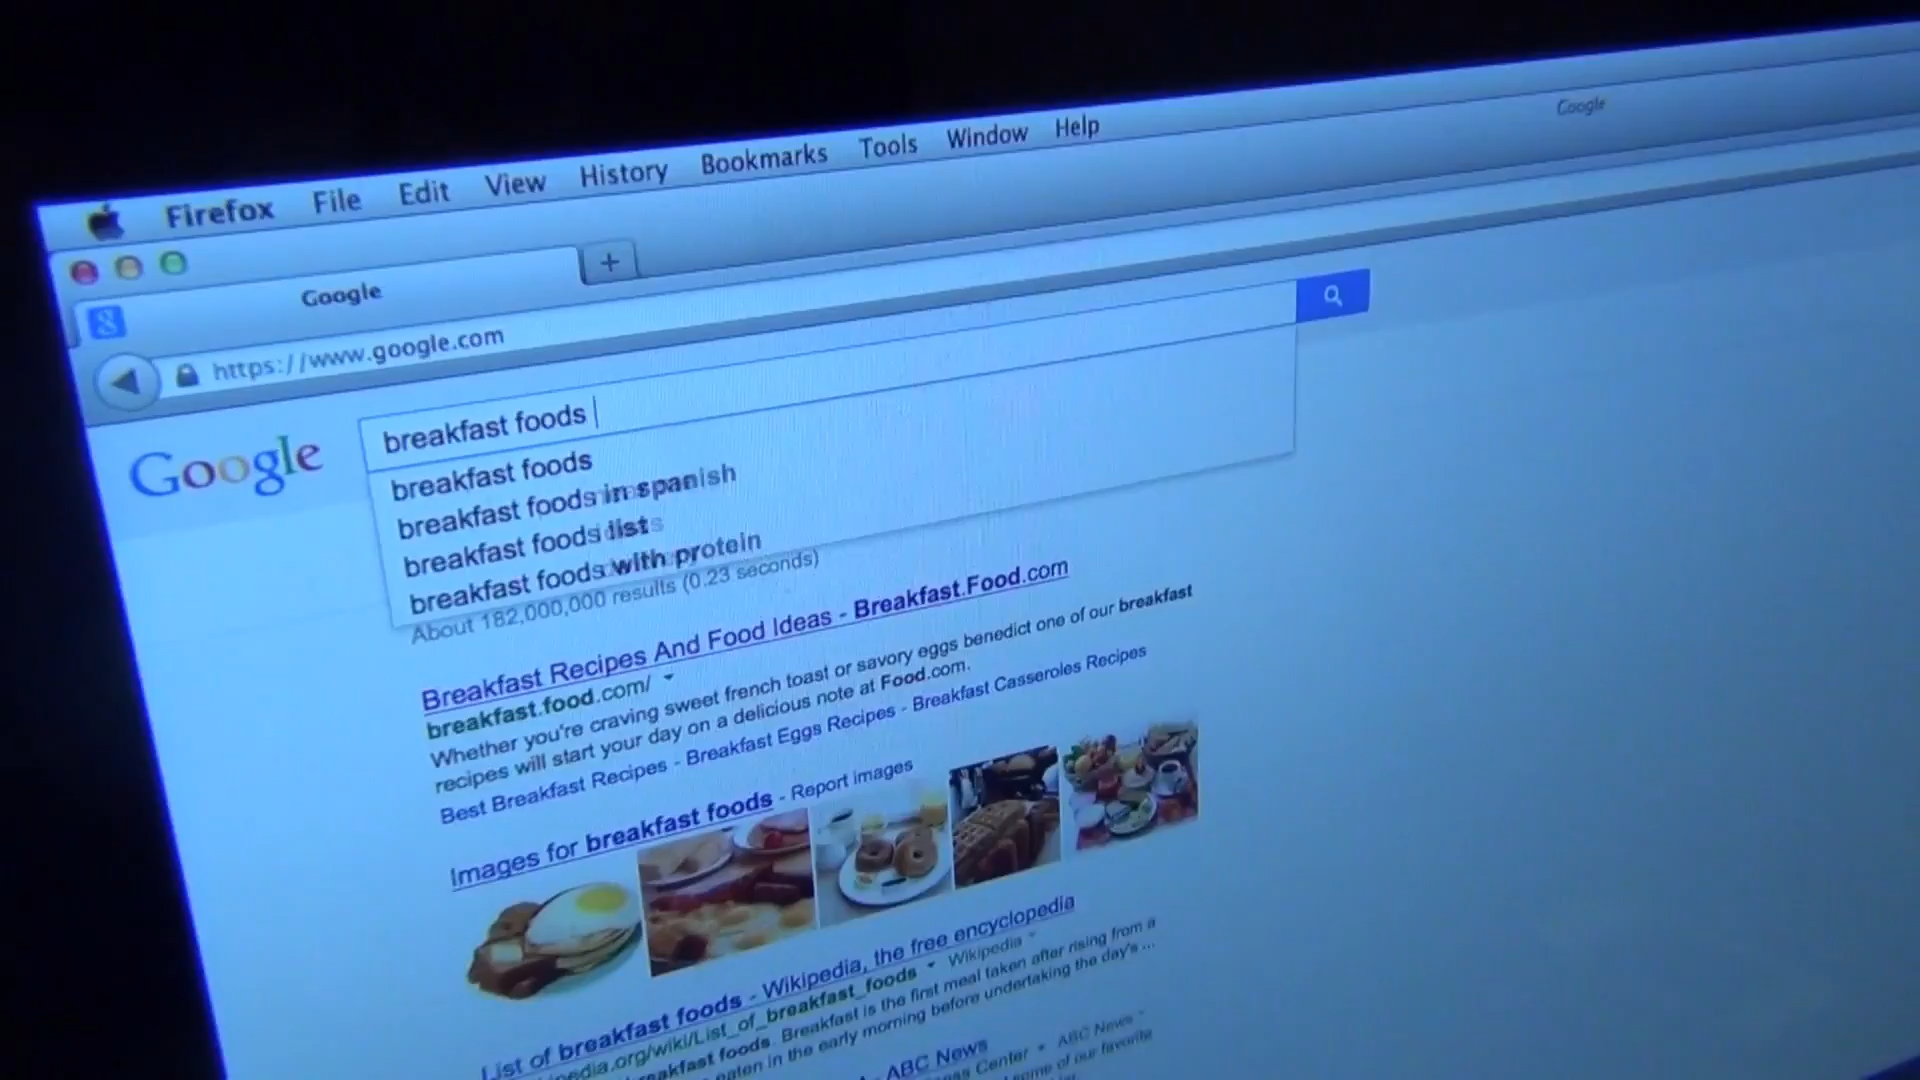 Firefox File Edit View History Bookmarks Tools Window Help
Google
Google
+
https://www.google.com
Google
breakfast foods
breakfast foods
breakfast foods in spanish
breakfast foods list
breakfast foods with protein
About 182,000,000 results (0.23 seconds)
Breakfast Recipes And Food Ideas - Breakfast.Food.com
breakfast.food.com/
Whether you're craving sweet french toast or savory eggs benedict one of our breakfast
recipes will start your day on a delicious note at Food.com.
Best Breakfast Recipes - Breakfast Eggs Recipes - Breakfast Casseroles Recipes
Images for breakfast foods - Report images
List of breakfast foods - Wikipedia, the free encyclopedia
pedia.org/wiki/List_of_breakfast_foods Wikipedia
breakfast foods. Breakfast is the first meal taken after rising from a
eaten in the early morning before undertaking the day's ...
- ABC News
Center ABC News
some of our favorite